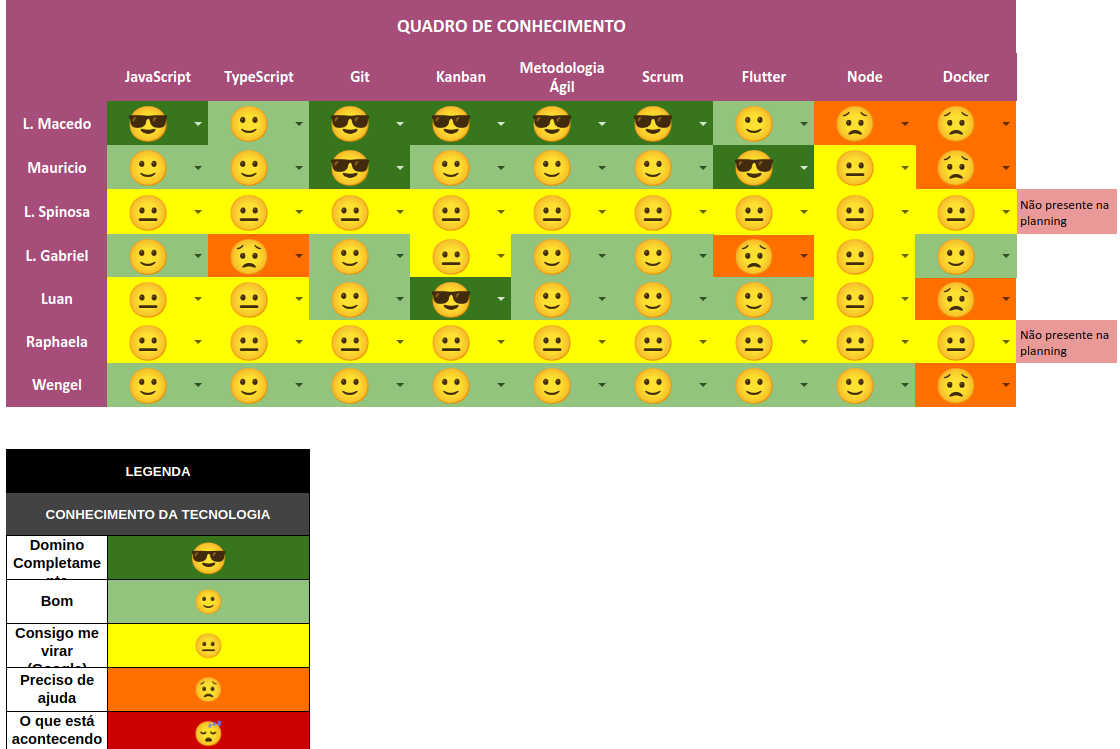 QUADRO DE CONHECIMENTO
JavaScript TypeScript Git Kanban Metodologia Ágil Scrum Flutter Node Docker
L. Macedo
Mauricio
L. Spinosa Não presente na
planning
L. Gabriel
Luan
Raphaela Não presente na
planning
Wengel
LEGENDA
CONHECIMENTO DA TECNOLOGIA
Domino
Completame
nte
Bom
Consigo me
virar
(Google)
Preciso de
ajuda
O que está
acontecendo